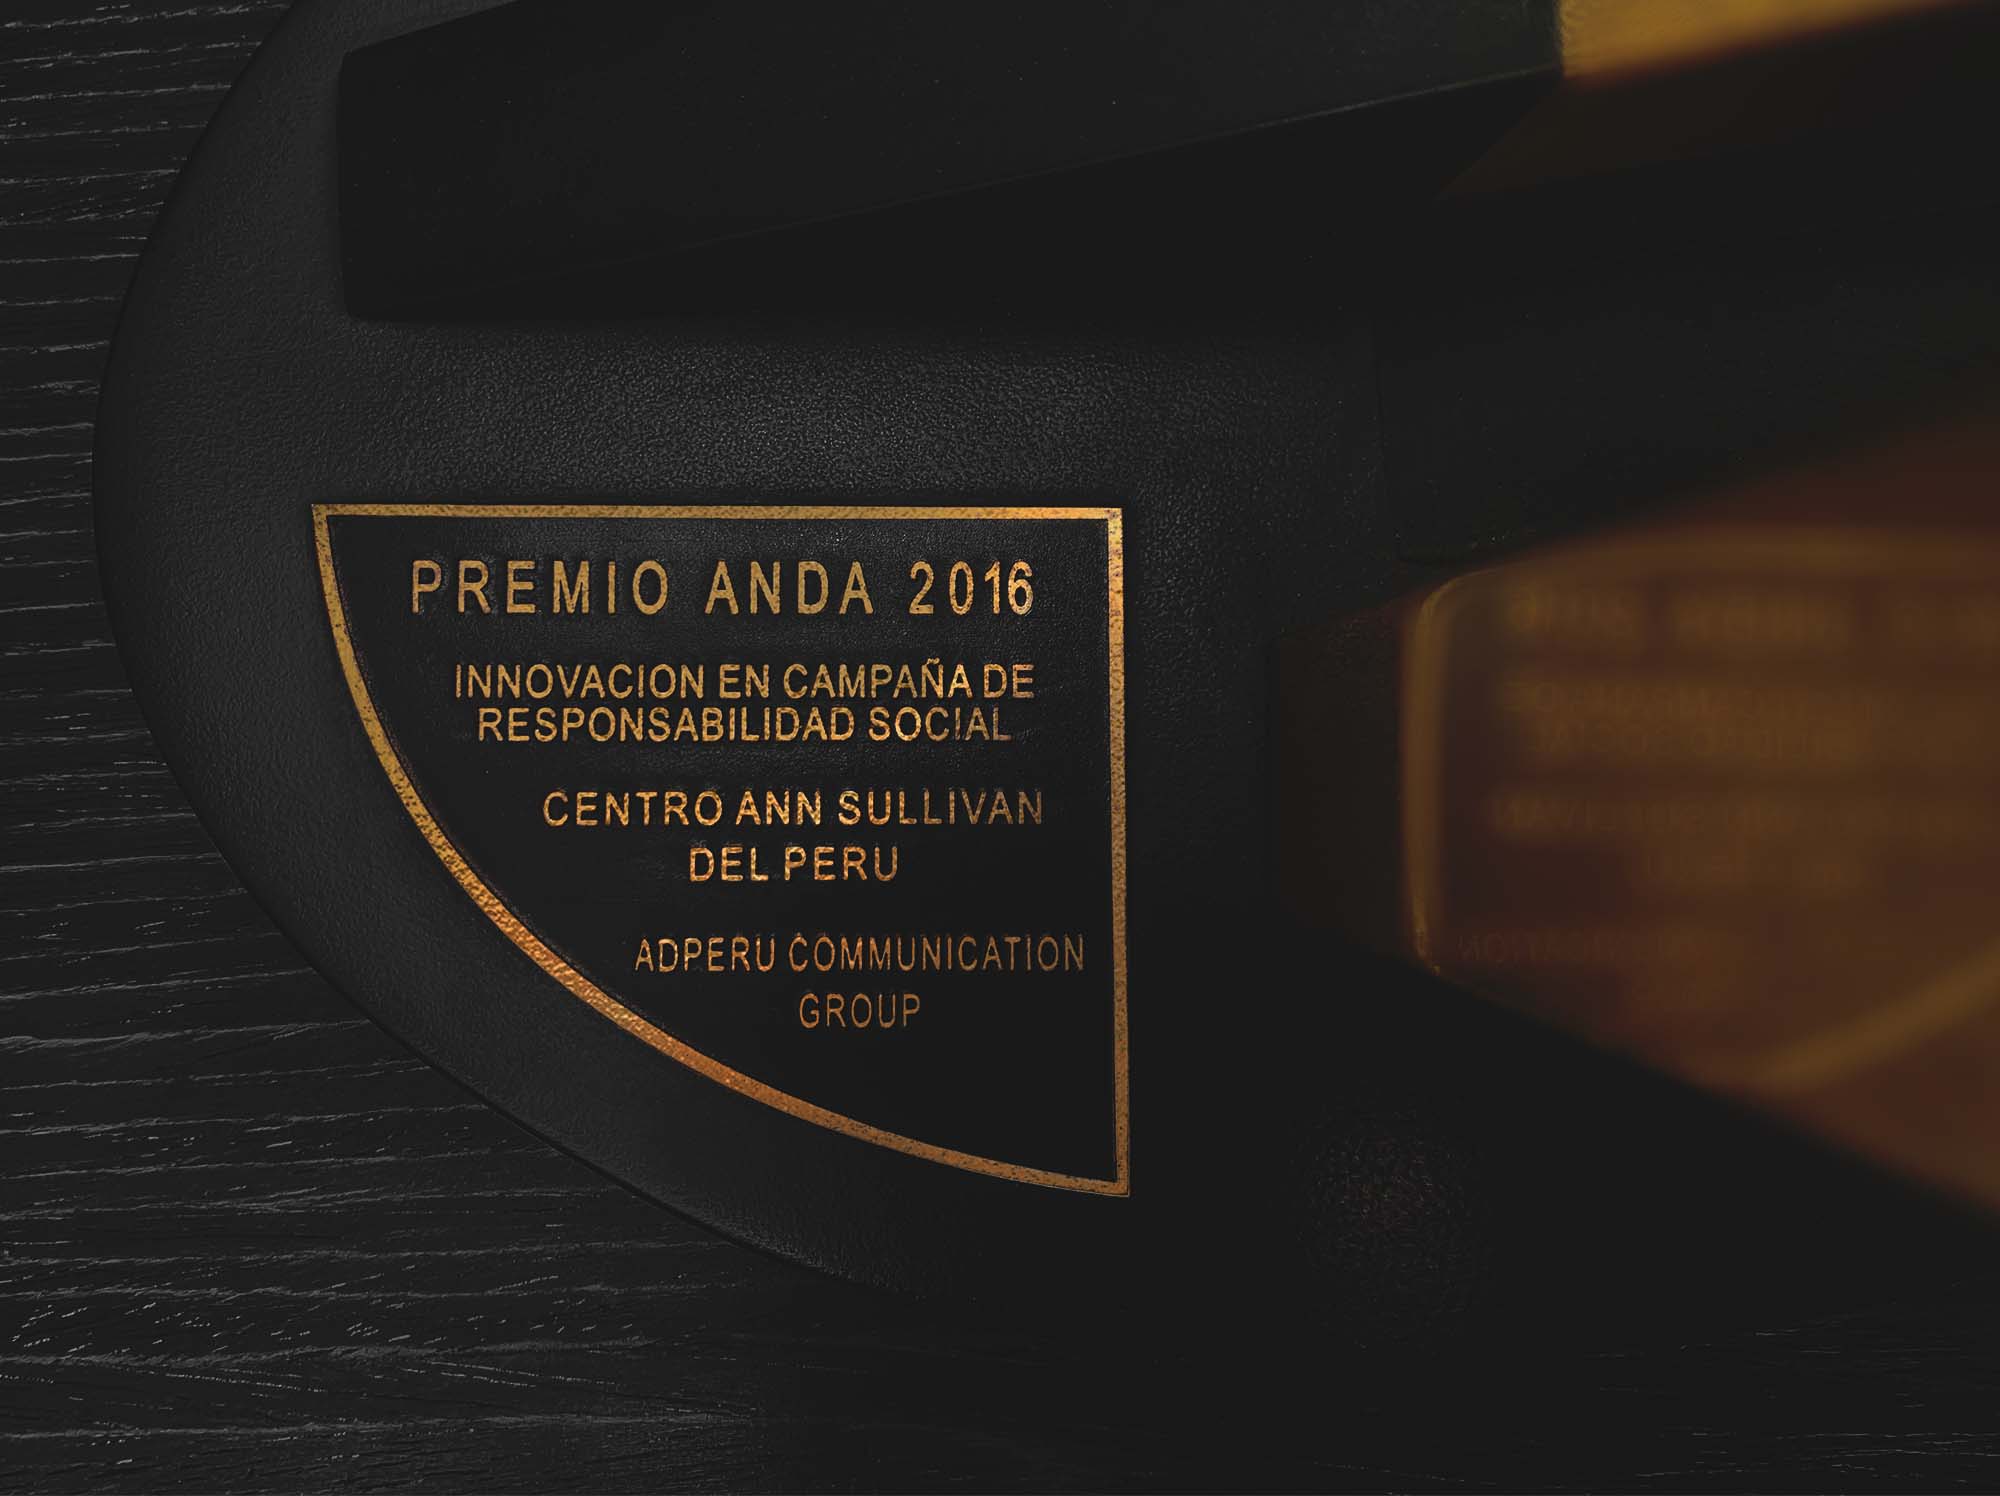 PREMIO ANDA 2016
INNOVACION EN CAMPAÑA DE
RESPONSABILIDAD SOCIAL
CENTRO ANN SULLIVAN
DEL PERU
ADPERU COMMUNICATION
GROUP